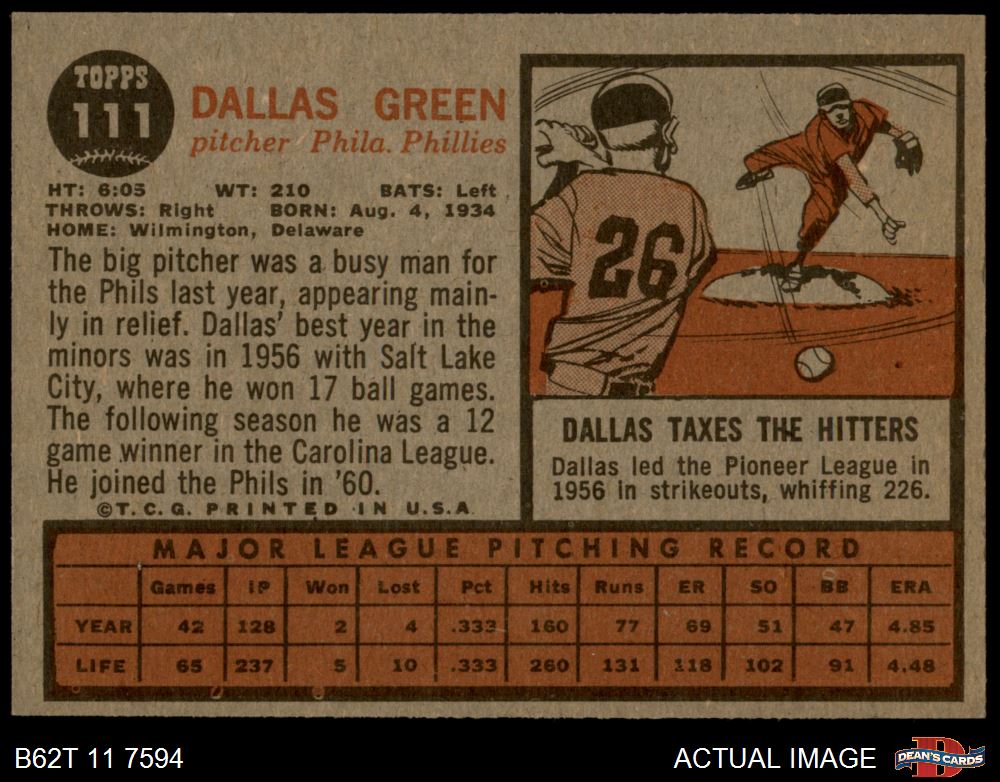 TOPPS
111
DALLAS GREEN
pitcher Phila. Phillies
HT: 6:05 WT: 210 BATS: Left
THROWS: Right BORN: Aug. 4, 1934
HOME: Wilmington, Delaware
The big pitcher was a busy man for
the Phils last year, appearing main-
ly in relief. Dallas' best year in the
minors was in 1956 with Salt Lake
City, where he won 17 ball games.
The following season he was a 12
game winner in the Carolina League.
He joined the Phils in '60.
©T. C. G. PRINTED IN U.S.A
26
DALLAS TAXES THE HITTERS
Dallas led the Pioneer League in
1956 in strikeouts, whiffing 226.
MAJOR LEAGUE PITCHING RECORD
Games IP Won Lost Pct Hits Runs ER SO BB ERA
YEAR 42 128 2 4 .333 160 77 69 51 47 4.85
LIFE 65 237 5 10 .333 260 131 118 102 91 4.48
B62T 11 7594 ACTUAL IMAGE DEAN'S CARDS